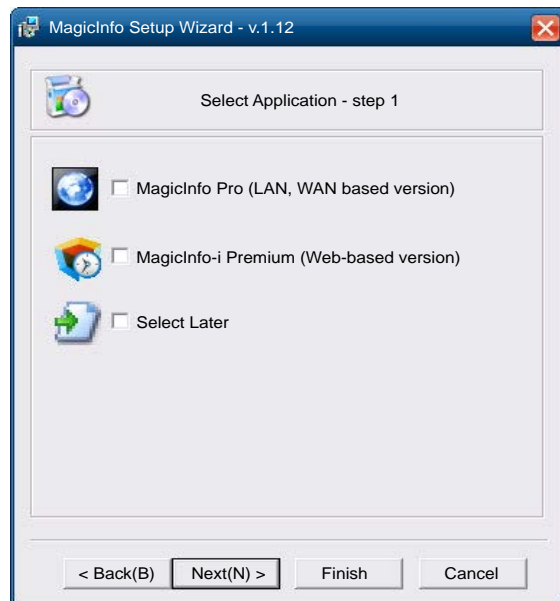 MagicInfo Setup Wizard - v.1.12
Select Application - step 1
MagicInfo Pro (LAN, WAN based version)
MagicInfo-i Premium (Web-based version)
Select Later
< Back(B) Next(N) > Finish Cancel